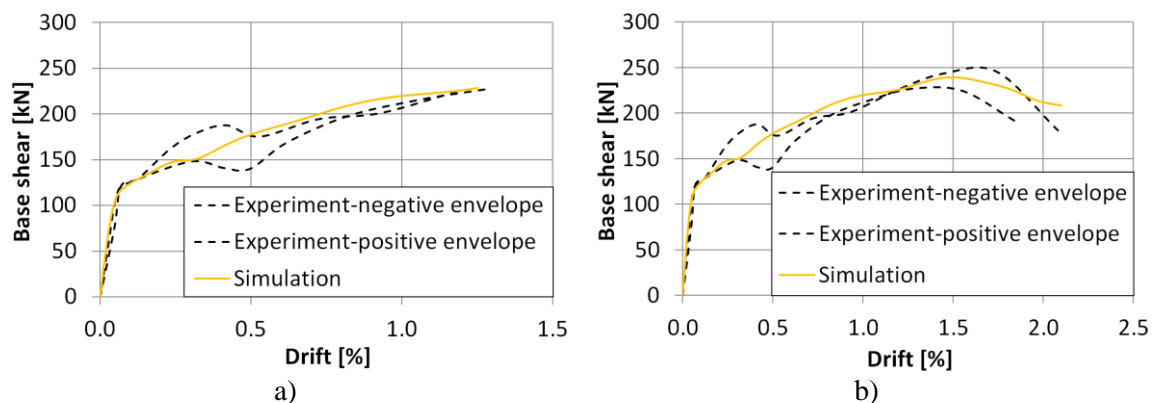 300
250
200
150
100
50
0
Base shear [kN]
Experiment-negative envelope
Experiment-positive envelope
Simulation
0.0 0.5 1.0 1.5
Drift [%]
a)
300
250
200
150
100
50
0
Base shear [kN]
Experiment-negative envelope
Experiment-positive envelope
Simulation
0.0 0.5 1.0 1.5 2.0 2.5
Drift [%]
b)